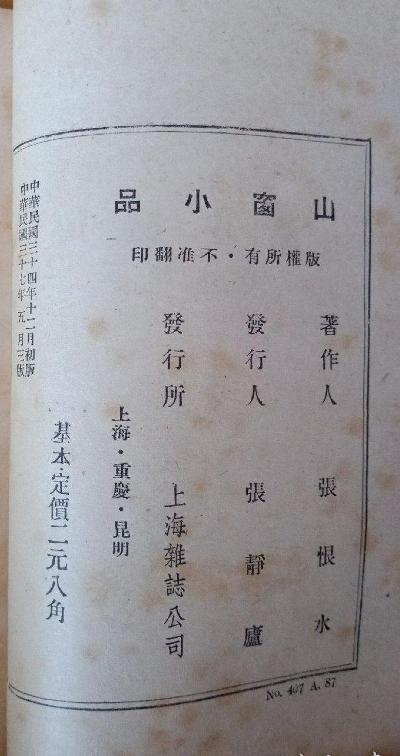 山窗小品
版權所有・不准翻印
著作人 張恨水
發行人 張靜廬
發行所 上海雜誌公司
上海・重慶・昆明
基本定價二元八角
中華民國三十四年十二月初版
中華民國三十七年五月三版
No. 407 A. 87